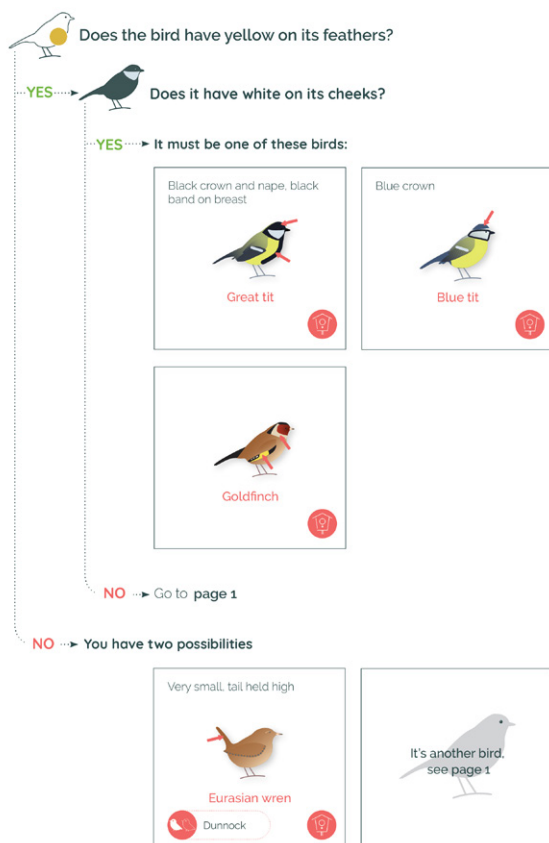 Does the bird have yellow on its feathers?
YES
Does it have white on its cheeks?
YES
It must be one of these birds:
Black crown and nape, black
band on breast
Great tit
Blue crown
Blue tit
Goldfinch
NO
Go to page 1
NO
You have two possibilities
Very small, tail held high
Eurasian wren
Dunnock
It's another bird,
see page 1